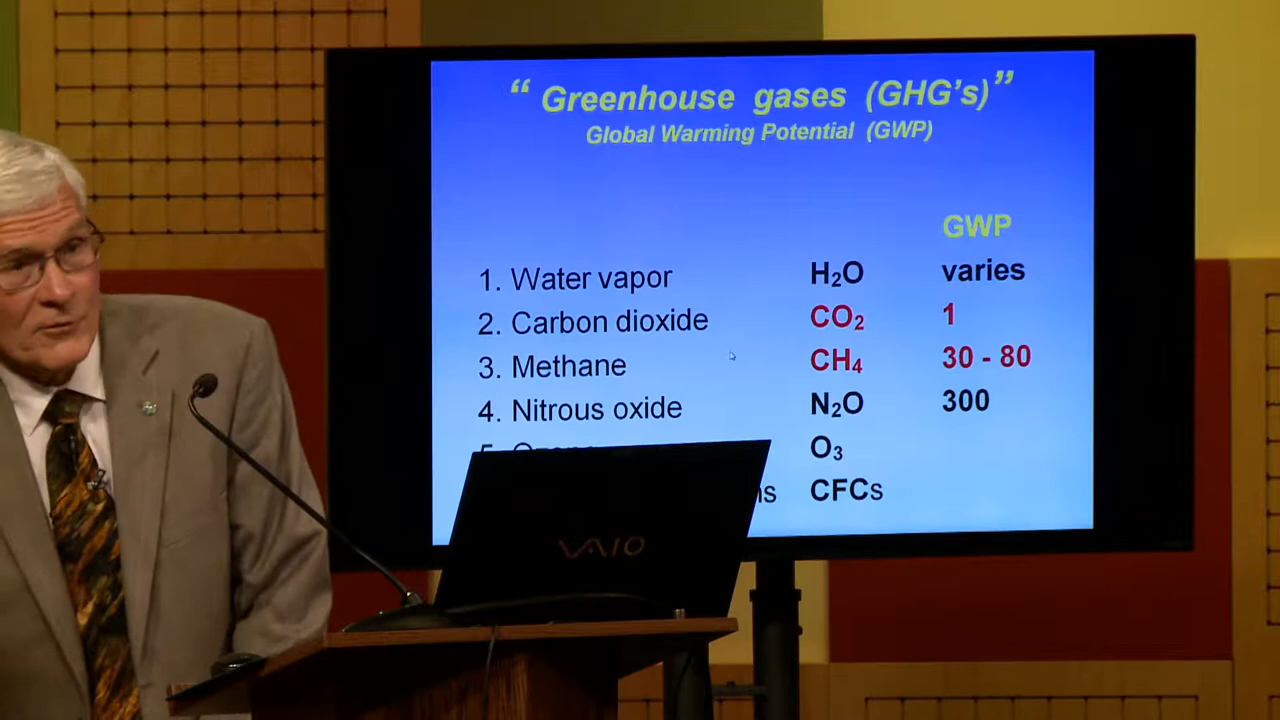 “ Greenhouse gases (GHG’s)”
Global Warming Potential (GWP)
GWP
1. Water vapor H₂O varies
2. Carbon dioxide CO₂ 1
3. Methane CH₄ 30 - 80
4. Nitrous oxide N₂O 300
O₃
CFCs
VAIO